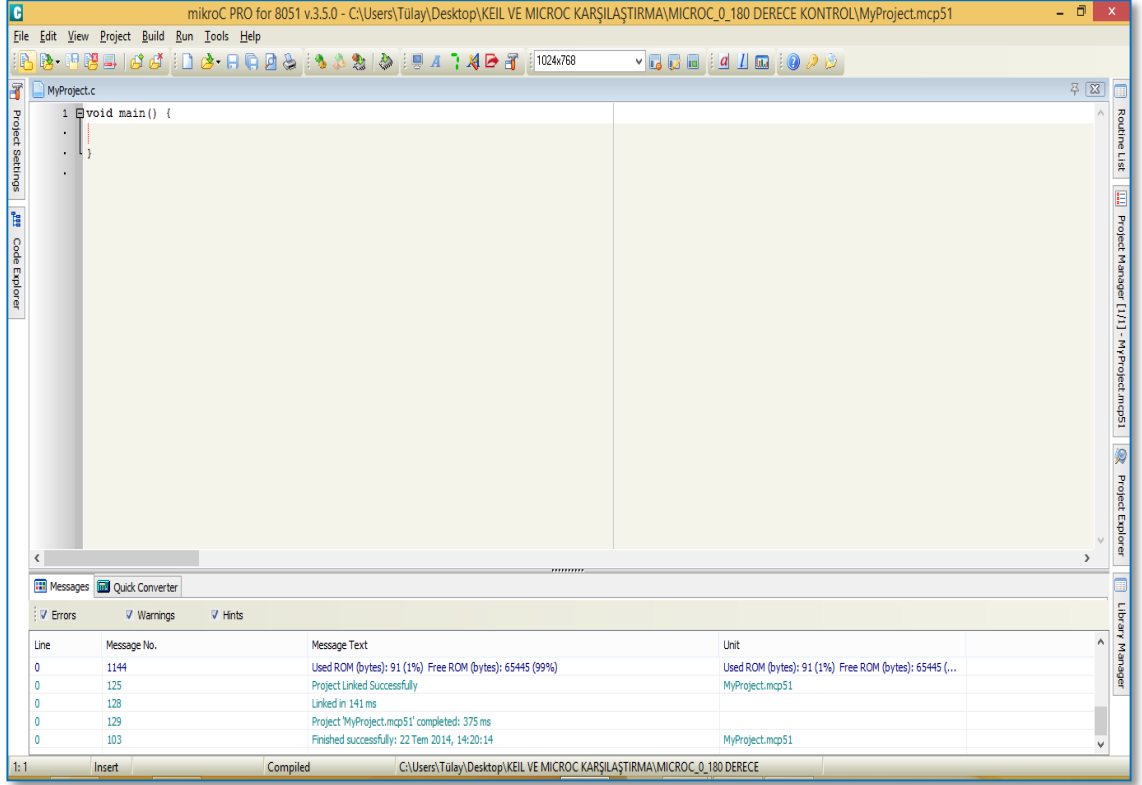 mikroC PRO for 8051 v.3.5.0 - C:\Users\Tülay\Desktop\KEIL VE MICROC KARŞILAŞTIRMA\MICROC_0_180 DERECE KONTROL\MyProject.mcp51
File Edit View Project Build Run Tools Help
1024x768
MyProject.c
1 void main() {
}
Project Settings
Code Explorer
Routine List
Project Manager [1/1] - MyProject.mcp51
Project Explorer
Library Manager
Messages Quick Converter
Errors Warnings Hints
Line Message No. Message Text Unit
0 1144 Used ROM (bytes): 91 (1%) Free ROM (bytes): 65445 (99%) Used ROM (bytes): 91 (1%) Free ROM (bytes): 65445 (...
0 125 Project Linked Successfully MyProject.mcp51
0 128 Linked in 141 ms
0 129 Project 'MyProject.mcp51' completed: 375 ms
0 103 Finished successfully: 22 Tem 2014, 14:20:14 MyProject.mcp51
1: 1 Insert Compiled C:\Users\Tülay\Desktop\KEIL VE MICROC KARŞILAŞTIRMA\MICROC_0_180 DERECE